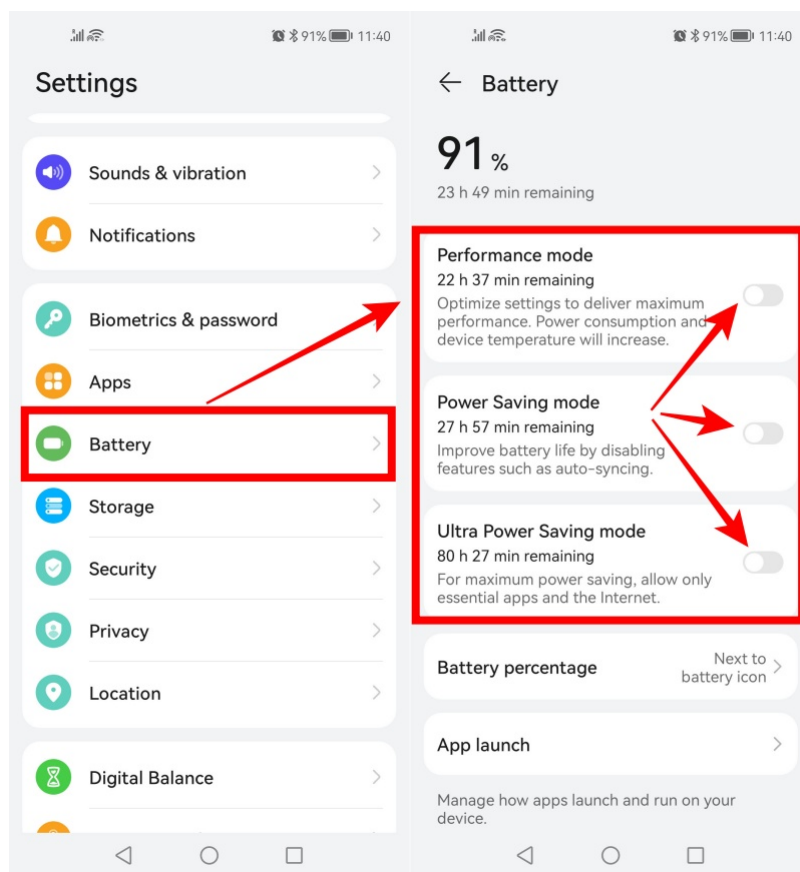 91% 11:40
Settings
Sounds & vibration
Notifications
Biometrics & password
Apps
Battery
Storage
Security
Privacy
Location
Digital Balance
91% 11:40
Battery
91 %
23 h 49 min remaining
Performance mode
22 h 37 min remaining
Optimize settings to deliver maximum
performance. Power consumption and
device temperature will increase.
Power Saving mode
27 h 57 min remaining
Improve battery life by disabling
features such as auto-syncing.
Ultra Power Saving mode
80 h 27 min remaining
For maximum power saving, allow only
essential apps and the Internet.
Battery percentage
Next to
battery icon
App launch
Manage how apps launch and run on your
device.